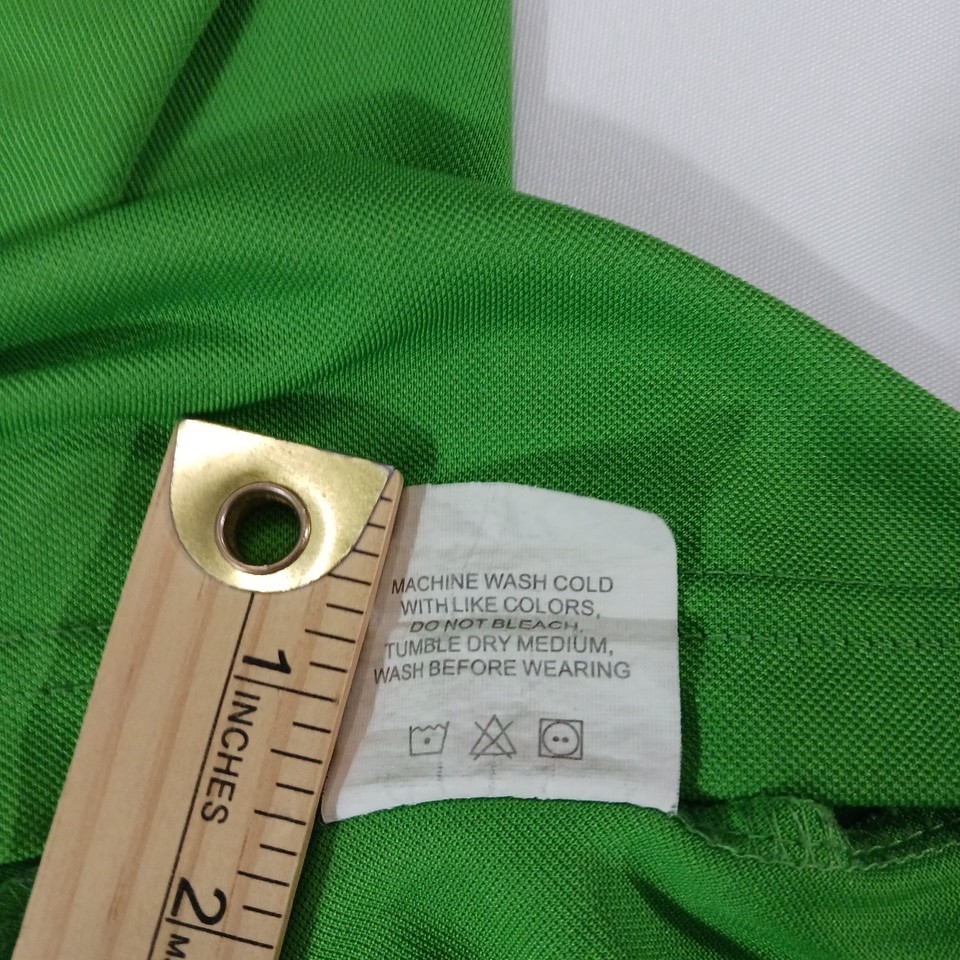 MACHINE WASH COLD
WITH LIKE COLORS,
DO NOT BLEACH,
TUMBLE DRY MEDIUM,
WASH BEFORE WEARING
1
INCHES
2